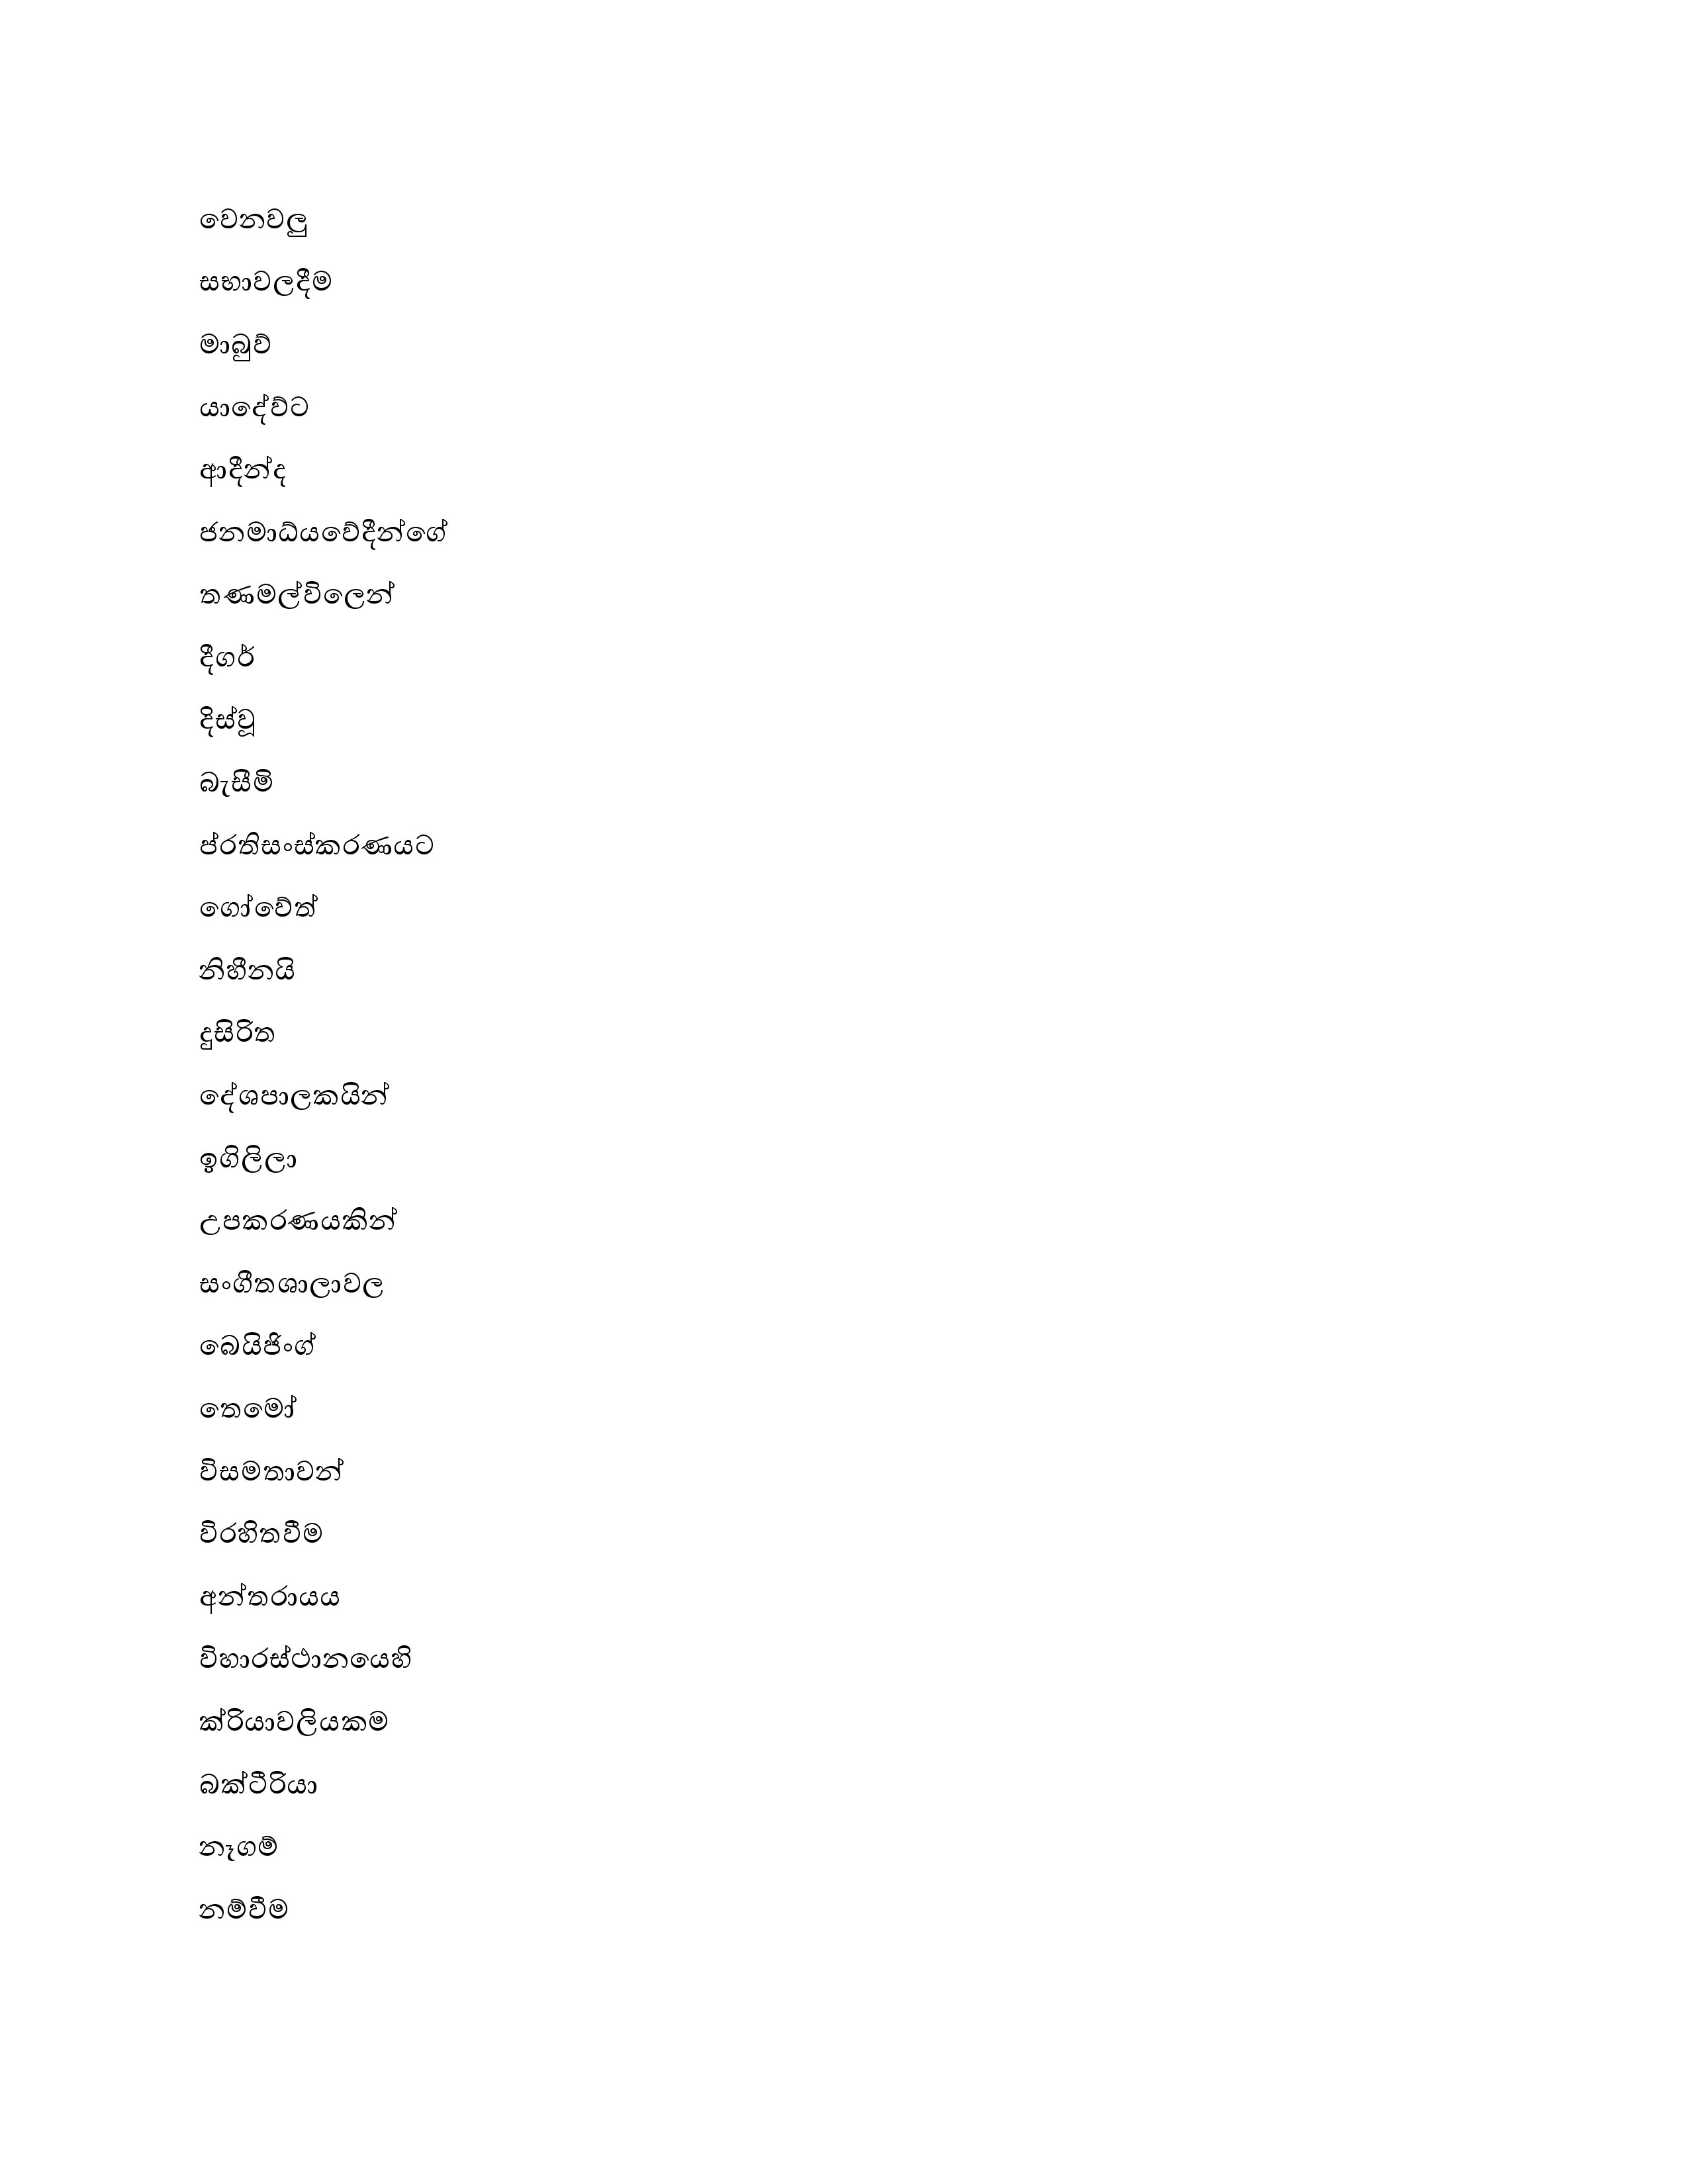 වෙනවලු
සභාවලදීම
මාබුව්
යාදේව්ට
ආදීන්ද
ජනමාධ්යවේදීන්ගේ
තණමල්විලෙන්
දීගර්
දිස්වූ
බැසීමි
ප්රතිසංස්කරණයට
ගෝවේත්
නිහීනයි
දුසිරිත
දේශපාලකයින්
ඉගිලිලා
උපකරණයකින්
සංගීතශාලාවල
බෙයිජිංග්
තෙමෝ
විසමතාවන්
විරහිතවීම
අන්තරායය
විහාරස්ථානයෙහි
ක්රියාවලියකම
බක්ටීරියා
නෑගම්
නම්වීම